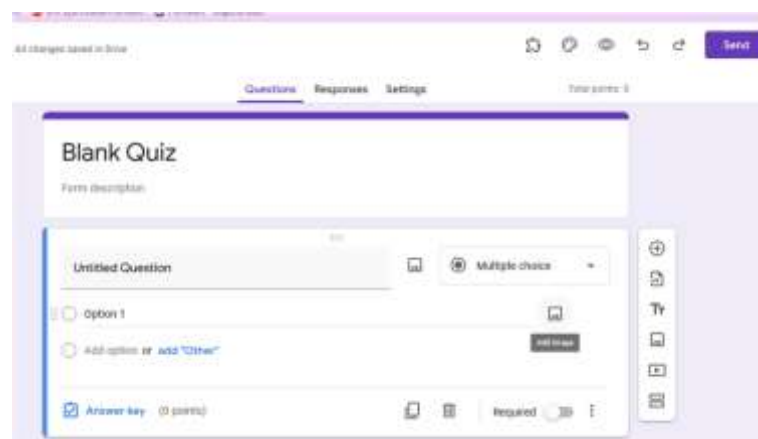 All changes saved in Drive
Send
Questions Responses Settings
Total points: 0
Blank Quiz
Form description
Untitled Question
Multiple choice
Option 1
Add image
Add option or add "Other"
Answer key (0 points)
Required
Tт